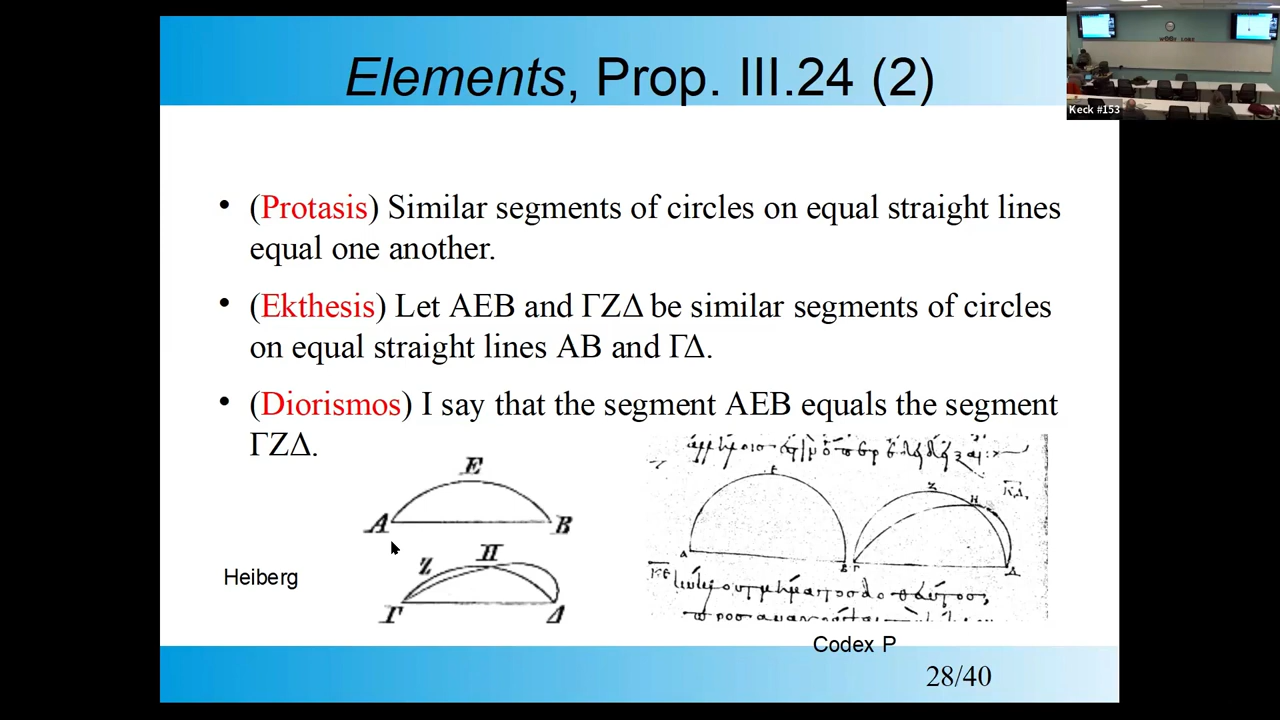 Elements, Prop. III.24 (2)
Keck #153
• (Protasis) Similar segments of circles on equal straight lines
equal one another.
• (Ekthesis) Let AEB and ΓΖΔ be similar segments of circles
on equal straight lines AB and ΓΔ.
• (Diorismos) I say that the segment AEB equals the segment
ΓΖΔ.
E
A B
Z H
Γ Δ
Heiberg
Z H
A B Γ Δ
Codex P
28/40